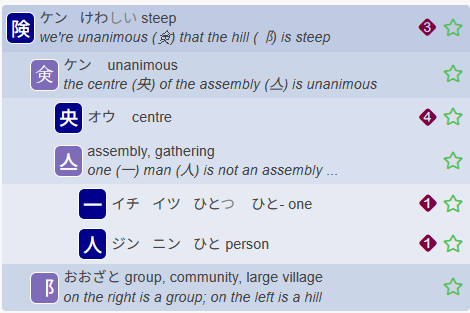 険
ケン けわしい steep
we're unanimous (㑒) that the hill (阝) is steep
3
㑒
ケン unanimous
the centre (央) of the assembly (亼) is unanimous
央
オウ centre
4
亼
assembly, gathering
one (一) man (人) is not an assembly ...
一
イチ イツ ひとつ ひと- one
1
人
ジン ニン ひと person
1
阝
おおざと group, community, large village
on the right is a group; on the left is a hill